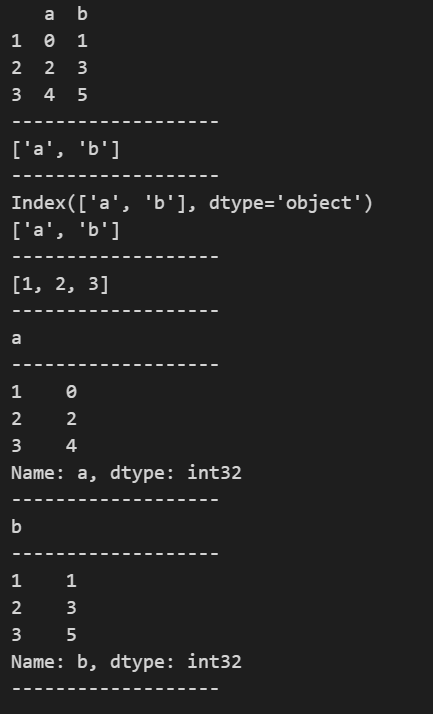 a  b
1  0  1
2  2  3
3  4  5
-------------------
['a', 'b']
-------------------
Index(['a', 'b'], dtype='object')
['a', 'b']
-------------------
[1, 2, 3]
-------------------
a
-------------------
1    0
2    2
3    4
Name: a, dtype: int32
-------------------
b
-------------------
1    1
2    3
3    5
Name: b, dtype: int32
-------------------